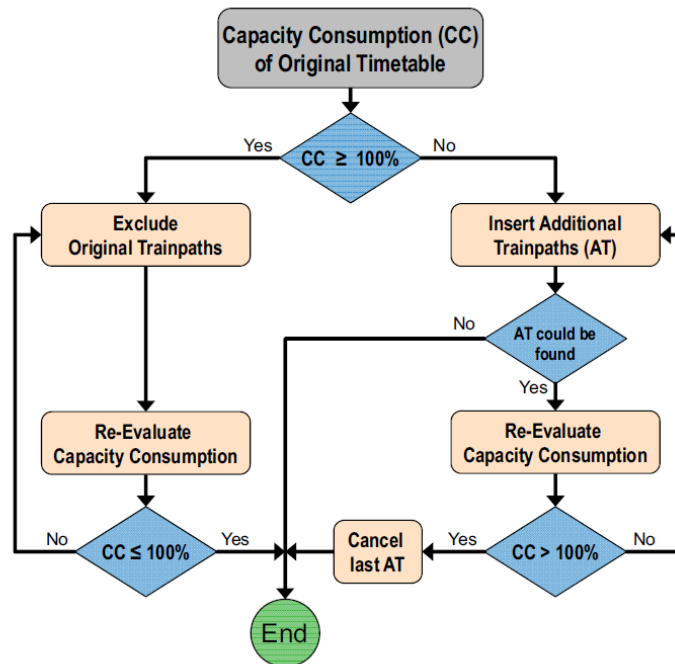 Capacity Consumption (CC)
of Original Timetable
Yes
CC ≥ 100%
No
Exclude
Original Trainpaths
Insert Additional
Trainpaths (AT)
No
AT could be
found
Yes
Re-Evaluate
Capacity Consumption
Re-Evaluate
Capacity Consumption
No
CC ≤ 100%
Yes
Cancel
last AT
Yes
CC > 100%
No
End